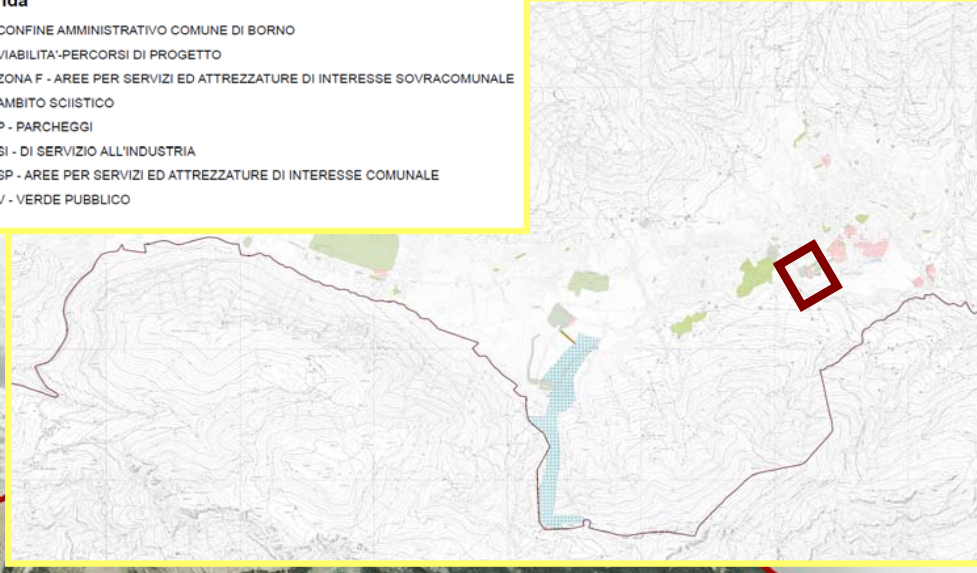 nda
CONFINE AMMINISTRATIVO COMUNE DI BORNO
VIABILITA'-PERCORSI DI PROGETTO
ZONA F - AREE PER SERVIZI ED ATTREZZATURE DI INTERESSE SOVRACOMUNALE
AMBITO SCIISTICO
P - PARCHEGGI
SI - DI SERVIZIO ALL'INDUSTRIA
SP - AREE PER SERVIZI ED ATTREZZATURE DI INTERESSE COMUNALE
V - VERDE PUBBLICO